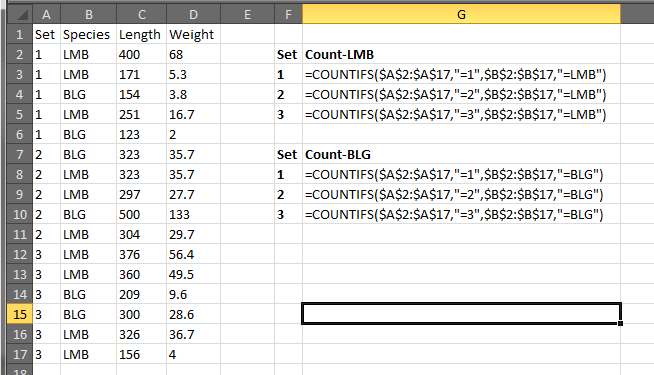 A B C D E F G
1 Set Species Length Weight
2 1 LMB 400 68 Set Count-LMB
3 1 LMB 171 5.3 1 =COUNTIFS($A$2:$A$17,"=1",$B$2:$B$17,"=LMB")
4 1 BLG 154 3.8 2 =COUNTIFS($A$2:$A$17,"=2",$B$2:$B$17,"=LMB")
5 1 LMB 251 16.7 3 =COUNTIFS($A$2:$A$17,"=3",$B$2:$B$17,"=LMB")
6 1 BLG 123 2
7 2 BLG 323 35.7 Set Count-BLG
8 2 LMB 323 35.7 1 =COUNTIFS($A$2:$A$17,"=1",$B$2:$B$17,"=BLG")
9 2 LMB 297 27.7 2 =COUNTIFS($A$2:$A$17,"=2",$B$2:$B$17,"=BLG")
10 2 BLG 500 133 3 =COUNTIFS($A$2:$A$17,"=3",$B$2:$B$17,"=BLG")
11 2 LMB 304 29.7
12 3 LMB 376 56.4
13 3 LMB 360 49.5
14 3 BLG 209 9.6
15 3 BLG 300 28.6
16 3 LMB 326 36.7
17 3 LMB 156 4
18